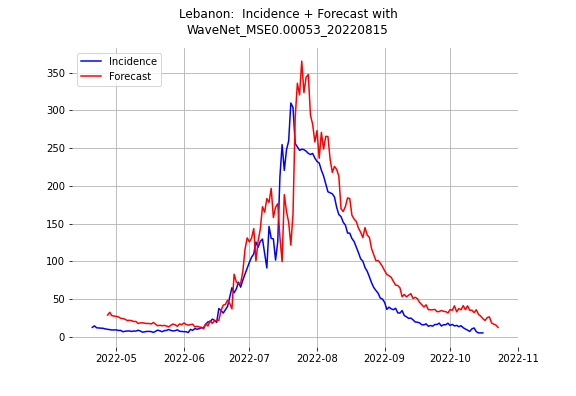 Lebanon:  Incidence + Forecast with
WaveNet_MSE0.00053_20220815
Incidence
Forecast
350
300
250
200
150
100
50
0
2022-05 2022-06 2022-07 2022-08 2022-09 2022-10 2022-11